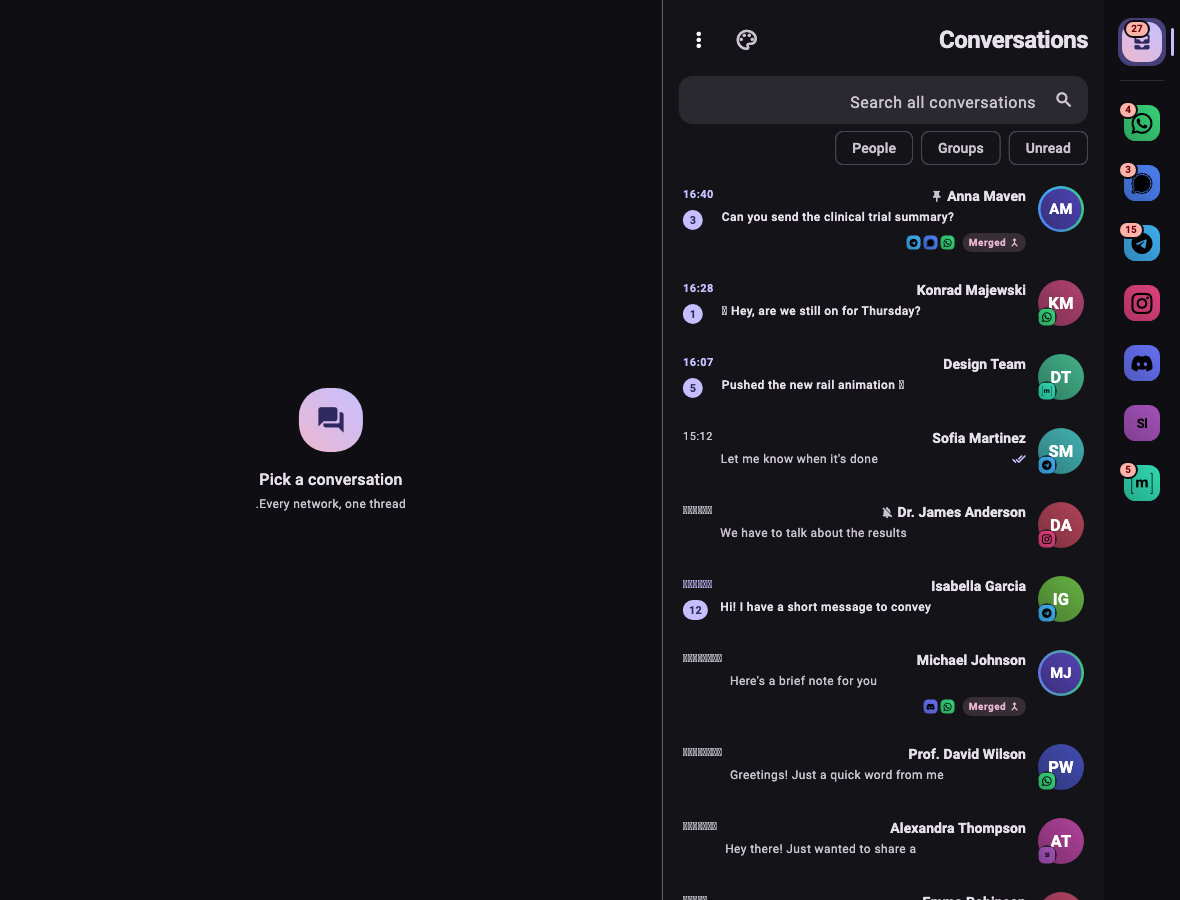 Conversations
27
Search all conversations
People
Groups
Unread
4
3
15
SI
5
[m]
16:40
Anna Maven
AM
3
Can you send the clinical trial summary?
Merged
16:28
Konrad Majewski
KM
1
Hey, are we still on for Thursday?
16:07
Design Team
DT
5
Pushed the new rail animation
[m]
15:12
Sofia Martinez
SM
Let me know when it's done
Dr. James Anderson
DA
We have to talk about the results
Isabella Garcia
IG
12
Hi! I have a short message to convey
Michael Johnson
MJ
Here's a brief note for you
Merged
Prof. David Wilson
PW
Greetings! Just a quick word from me
Alexandra Thompson
AT
Hey there! Just wanted to share a
SI
Pick a conversation
.Every network, one thread